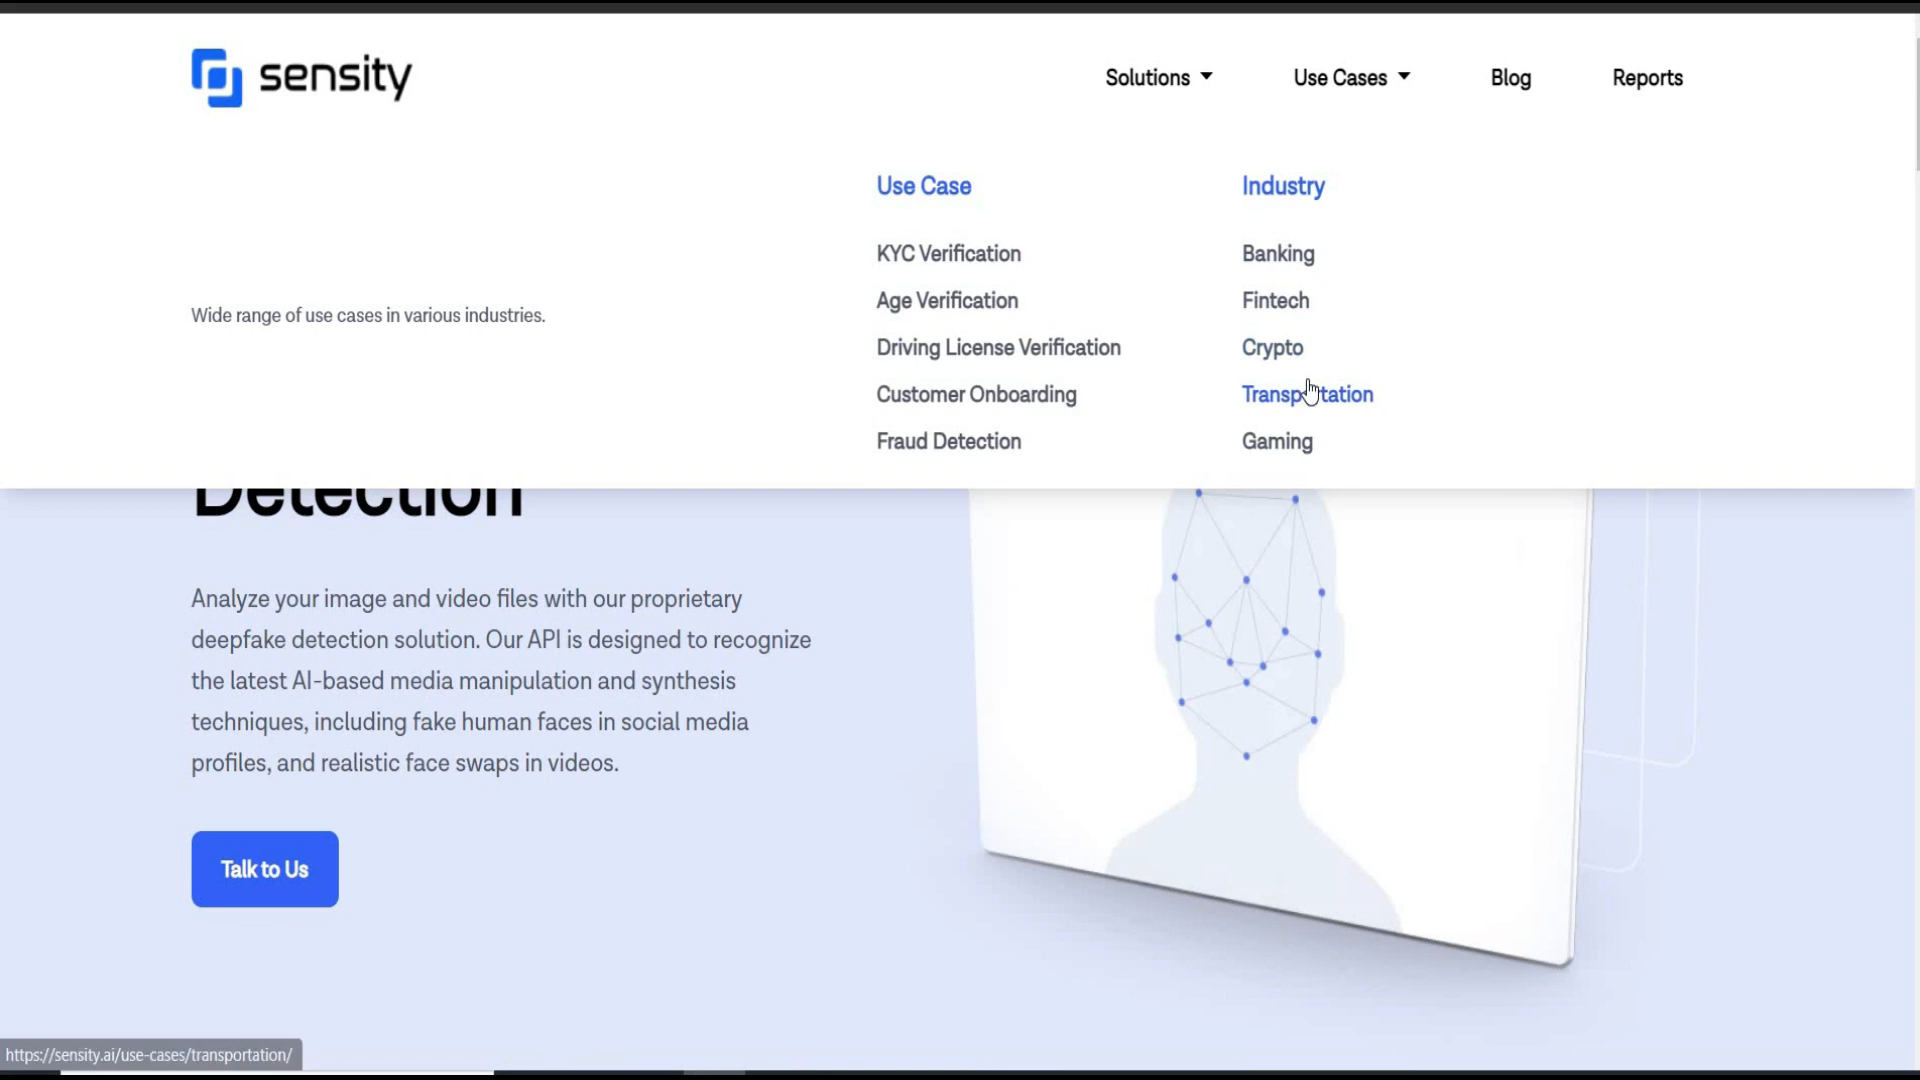 sensity
Solutions
Use Cases
Blog
Reports
Wide range of use cases in various industries.
Use Case
KYC Verification
Age Verification
Driving License Verification
Customer Onboarding
Fraud Detection
Industry
Banking
Fintech
Crypto
Transportation
Gaming
Detection
Analyze your image and video files with our proprietary
deepfake detection solution. Our API is designed to recognize
the latest AI-based media manipulation and synthesis
techniques, including fake human faces in social media
profiles, and realistic face swaps in videos.
Talk to Us
https://sensity.ai/use-cases/transportation/